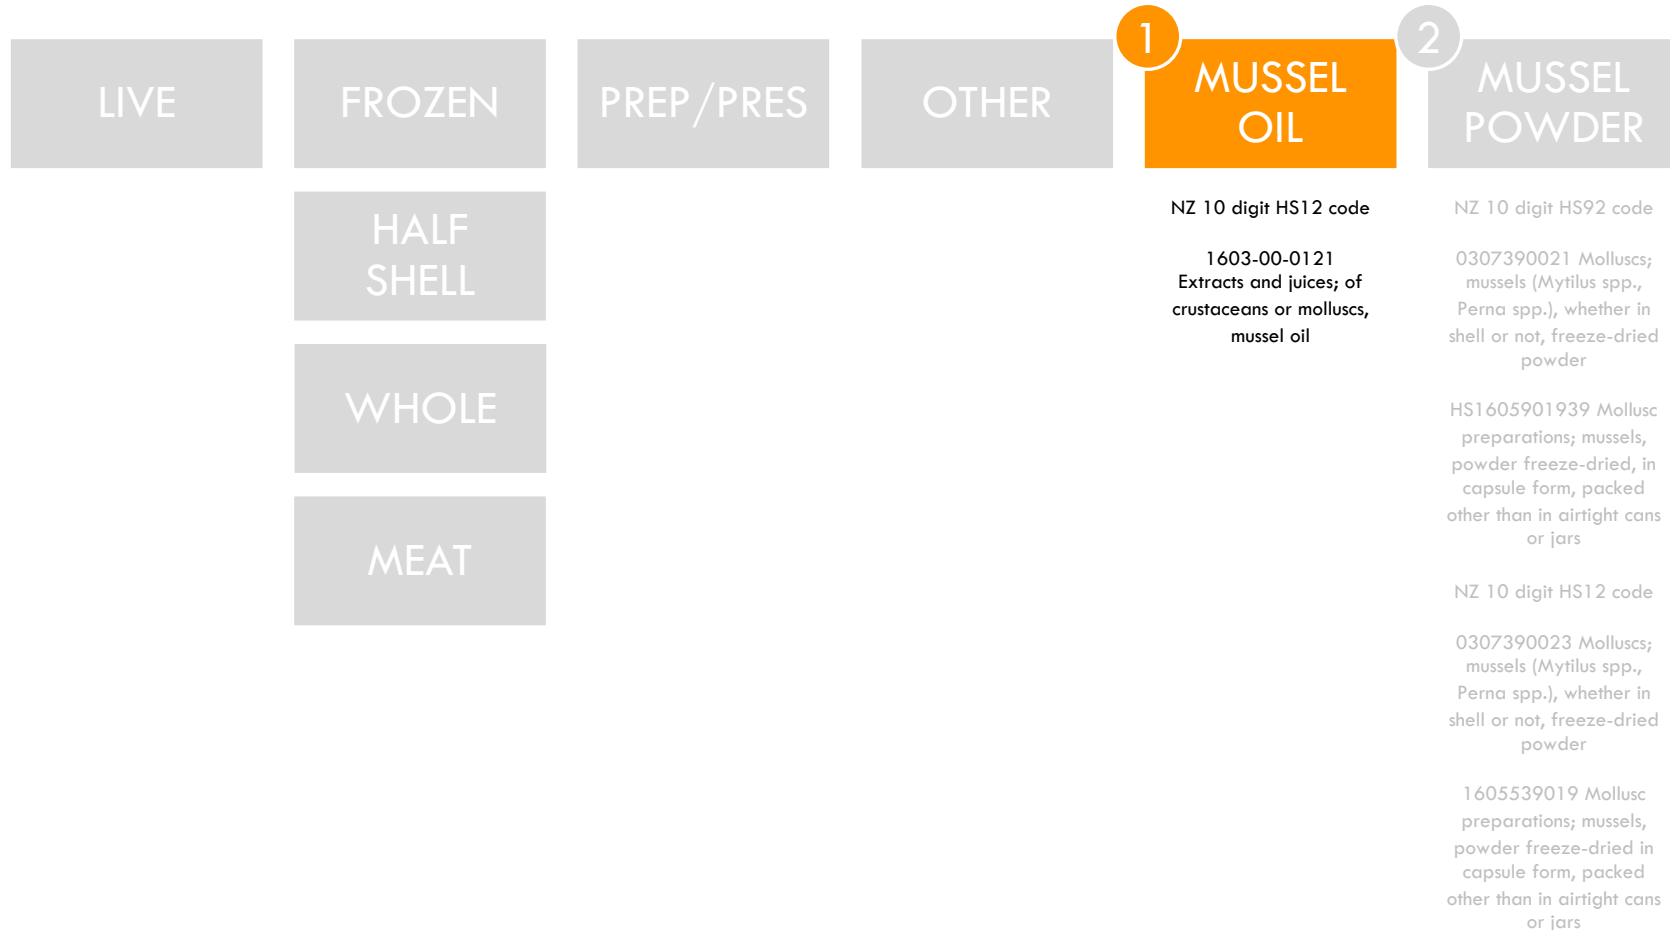 LIVE
FROZEN
PREP/PRES
OTHER
1
MUSSEL
OIL
2
MUSSEL
POWDER
HALF
SHELL
WHOLE
MEAT
NZ 10 digit HS12 code
1603-00-0121
Extracts and juices; of
crustaceans or molluscs,
mussel oil
NZ 10 digit HS92 code
0307390021 Molluscs;
mussels (Mytilus spp.,
Perna spp.), whether in
shell or not, freeze-dried
powder
HS1605901939 Mollusc
preparations; mussels,
powder freeze-dried, in
capsule form, packed
other than in airtight cans
or jars
NZ 10 digit HS12 code
0307390023 Molluscs;
mussels (Mytilus spp.,
Perna spp.), whether in
shell or not, freeze-dried
powder
1605539019 Mollusc
preparations; mussels,
powder freeze-dried in
capsule form, packed
other than in airtight cans
or jars